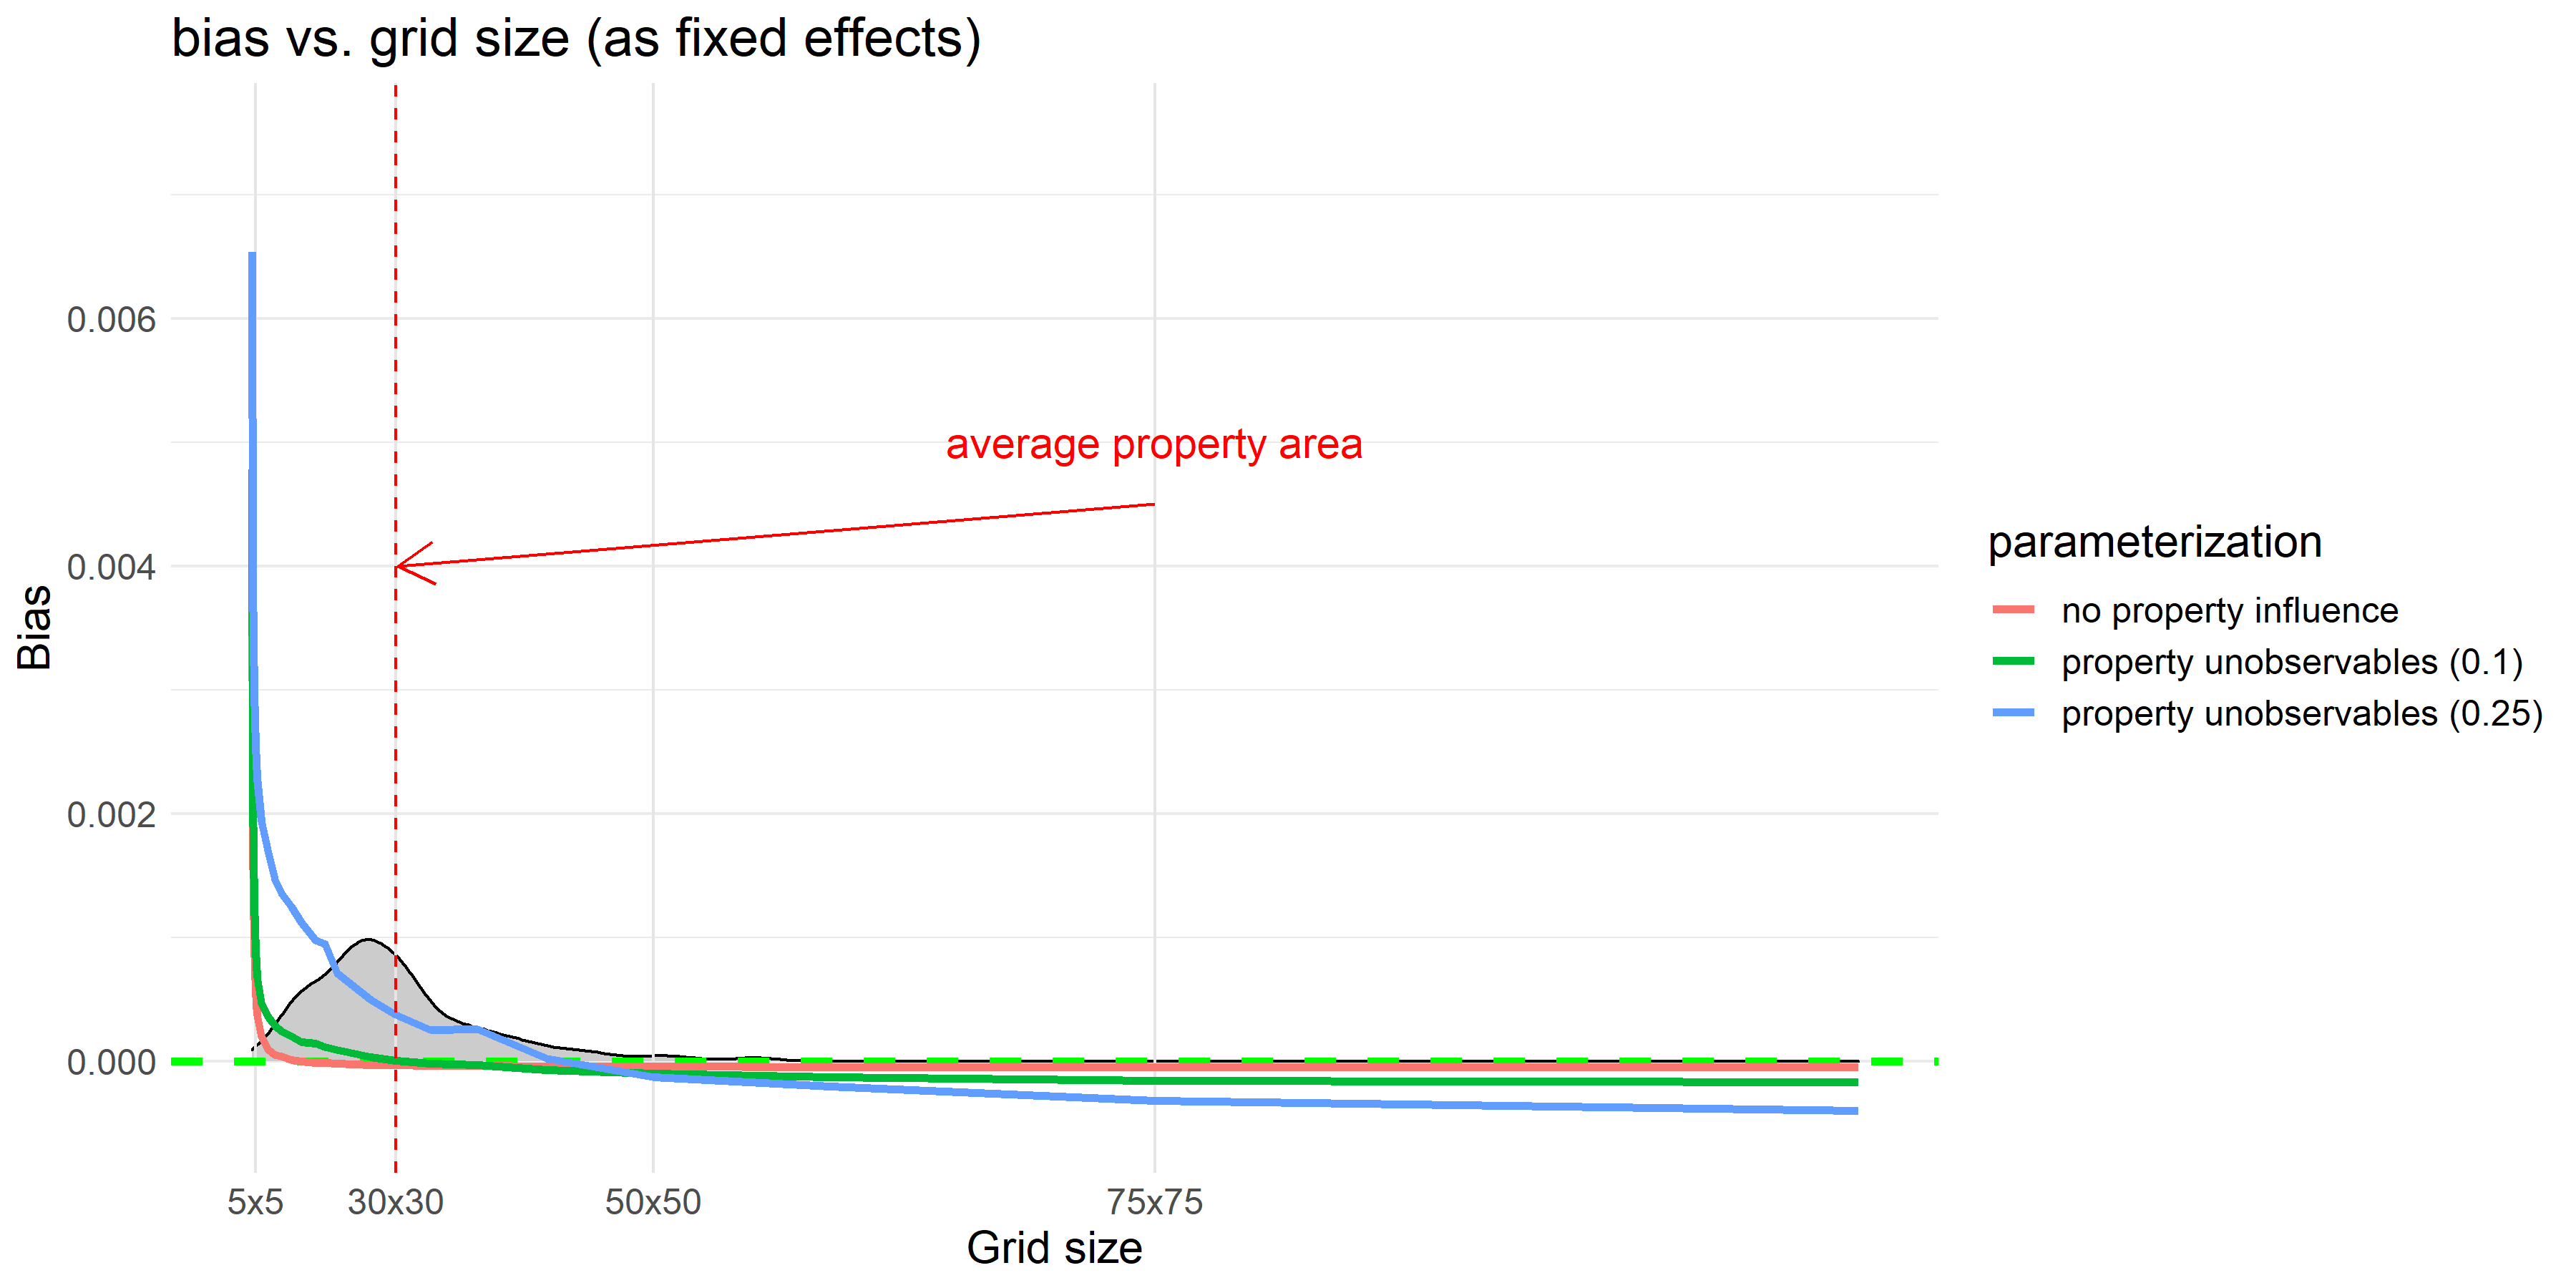 bias vs. grid size (as fixed effects)
0.006
0.004
0.002
0.000
Bias
average property area
5x5
30x30
50x50
75x75
Grid size
parameterization
no property influence
property unobservables (0.1)
property unobservables (0.25)